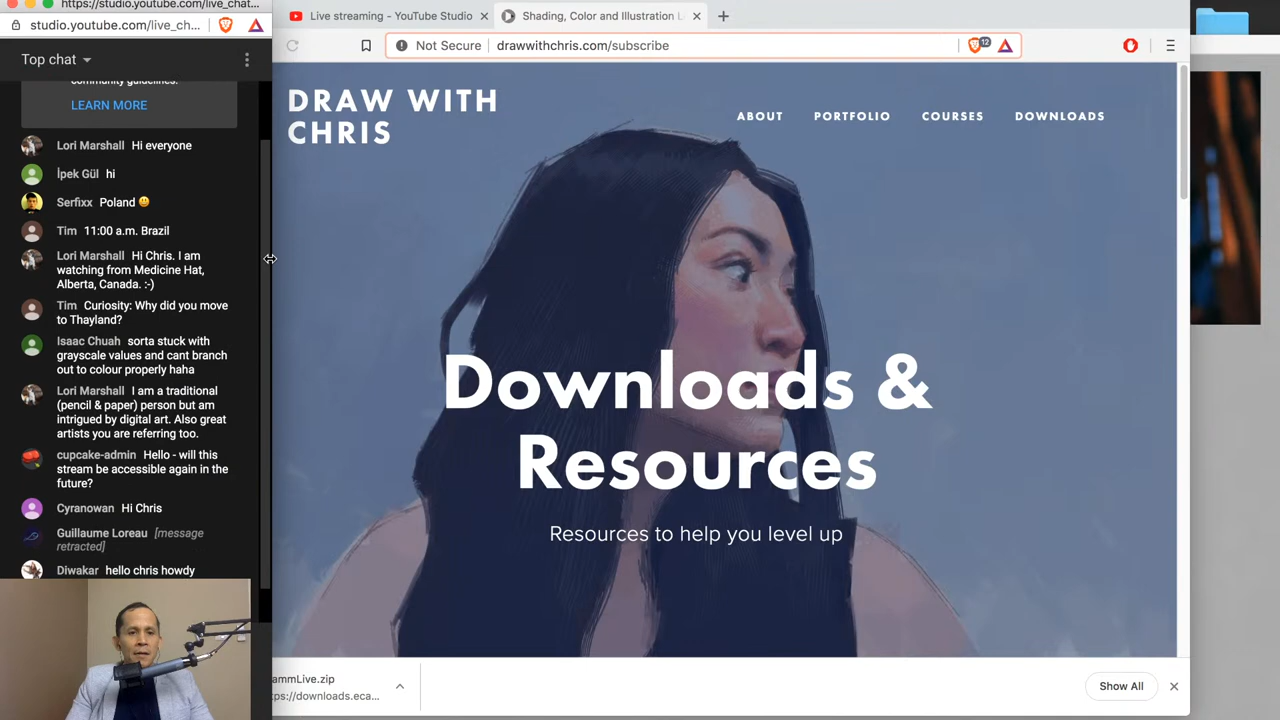 https://studio.youtube.com/live_chat...
studio.youtube.com/live_ch...
Top chat
community guidelines.
LEARN MORE
Lori Marshall Hi everyone
İpek Gül hi
Serfixx Poland
Tim 11:00 a.m. Brazil
Lori Marshall Hi Chris. I am
watching from Medicine Hat,
Alberta, Canada. :-)
Tim Curiosity: Why did you move
to Thayland?
Isaac Chuah sorta stuck with
grayscale values and cant branch
out to colour properly haha
Lori Marshall I am a traditional
(pencil & paper) person but am
intrigued by digital art. Also great
artists you are referring too.
cupcake-admin Hello - will this
stream be accessible again in the
future?
Cyranowan Hi Chris
Guillaume Loreau [message
retracted]
Diwakar hello chris howdy
Live streaming - YouTube Studio
Shading, Color and Illustration L
Not Secure drawwithchris.com/subscribe
12
DRAW WITH
CHRIS
ABOUT PORTFOLIO COURSES DOWNLOADS
Downloads &
Resources
Resources to help you level up
ammLive.zip
ps://downloads.eca...
Show All